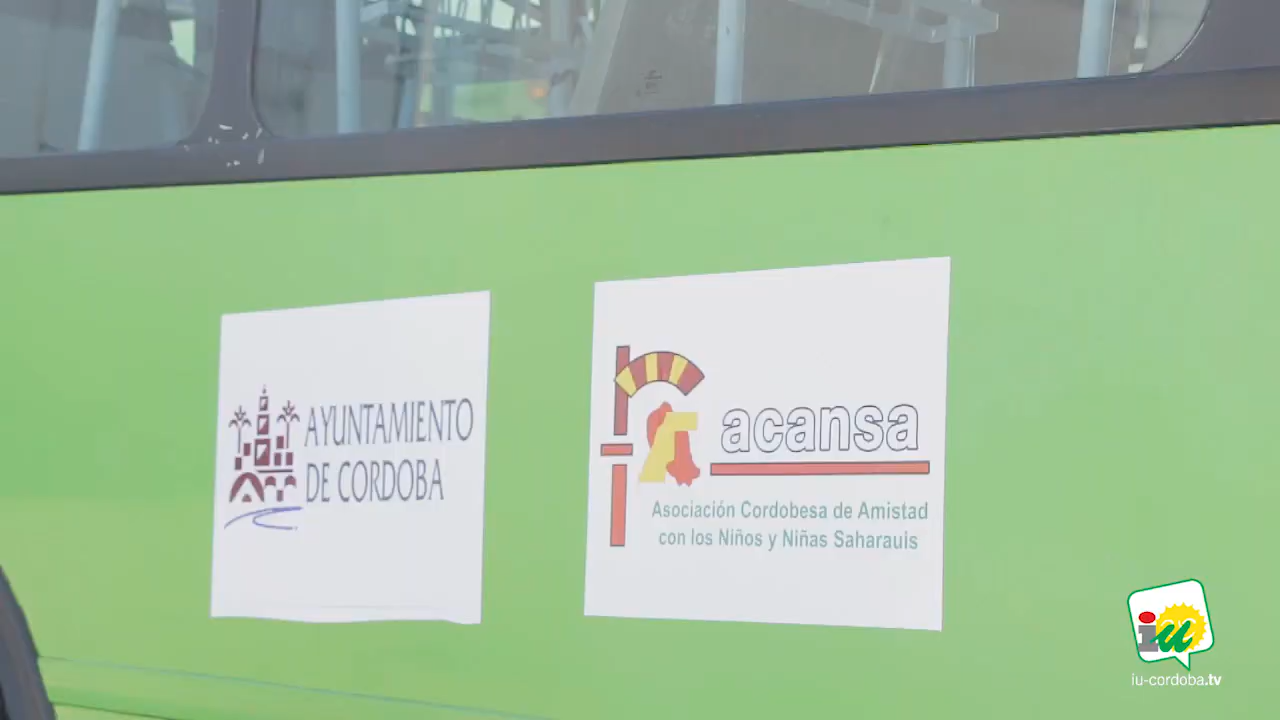 AYUNTAMIENTO
DE CORDOBA
acansa
Asociación Cordobesa de Amistad
con los Niños y Niñas Saharauis
iu
iu-cordoba.tv